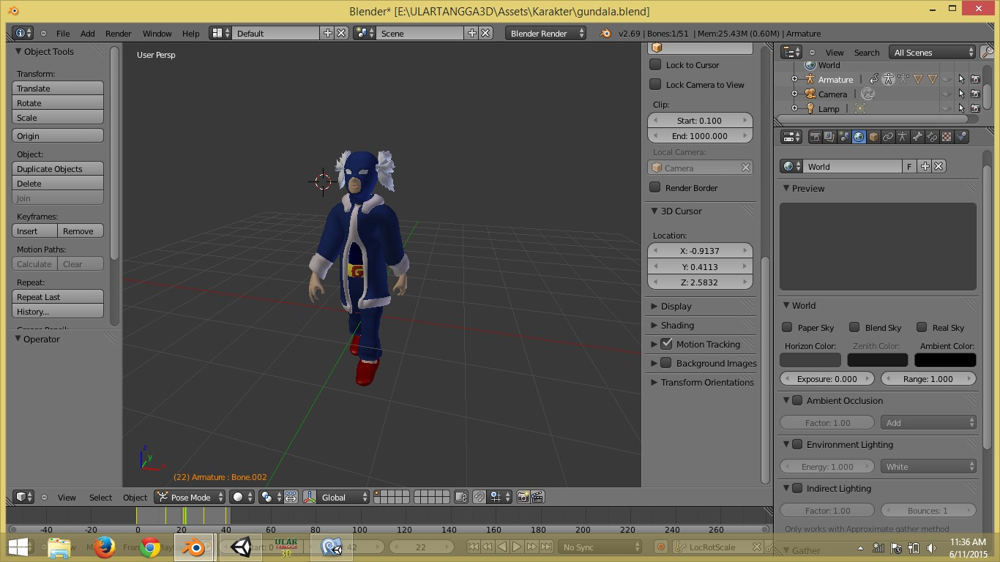 Blender* [E:\ULARTANGGA3D\Assets\Karakter\gundala.blend]
File Add Render Window Help Default Scene Blender Render v2.69 | Bones:1/51 | Mem:25.43M (0.60M) | Armature
Object Tools
Transform:
Translate
Rotate
Scale
Origin
Object:
Duplicate Objects
Delete
Join
Keyframes:
Insert Remove
Motion Paths:
Calculate Clear
Repeat:
Repeat Last
History...
Operator
User Persp
G
z
y
x
(22) Armature : Bone.002
Lock to Cursor
Lock Camera to View
Clip:
Start: 0.100
End: 1000.000
Local Camera:
Camera
Render Border
3D Cursor
Location:
X: -0.9137
Y: 0.4113
Z: 2.5832
Display
Shading
Motion Tracking
Background Images
Transform Orientations
View Search All Scenes
World
Armature
Camera
Lamp
World F
Preview
World
Paper Sky Blend Sky Real Sky
Horizon Color: Zenith Color: Ambient Color:
Exposure: 0.000 Range: 1.000
Ambient Occlusion
Factor: 1.00 Add
Environment Lighting
Energy: 1.000 White
Indirect Lighting
Factor: 1.00 Bounces: 1
Only works with Approximate gather method
Gather
View Select Object Pose Mode Global
-40 -20 0 20 40 60 80 100 120 140 160 180 200 220 240 260
ULAR
TANGGA
3D
22 No Sync LocRotScale
11:36 AM
6/11/2015